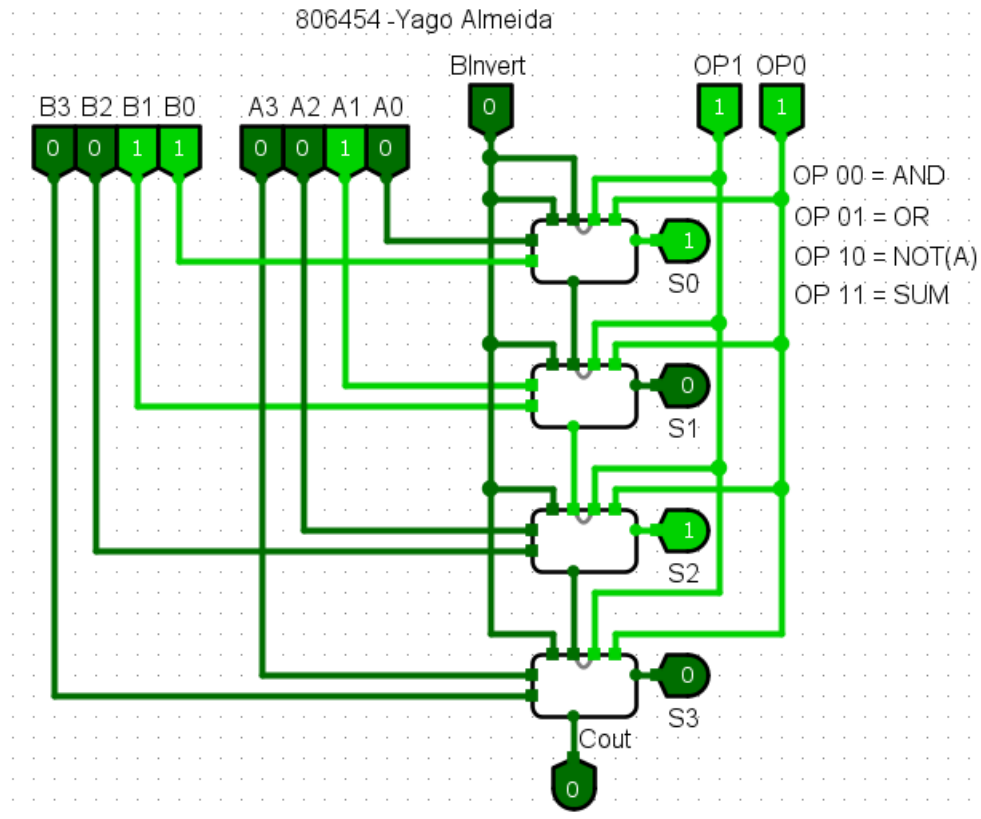 806454 -Yago Almeida
BInvert OP1 OP0
0 1 1
B3 B2 B1 B0 A3 A2 A1 A0
0 0 1 1 0 0 1 0
OP 00 = AND
OP 01 = OR
OP 10 = NOT(A)
OP 11 = SUM
1
S0
0
S1
1
S2
0
S3
Cout
0